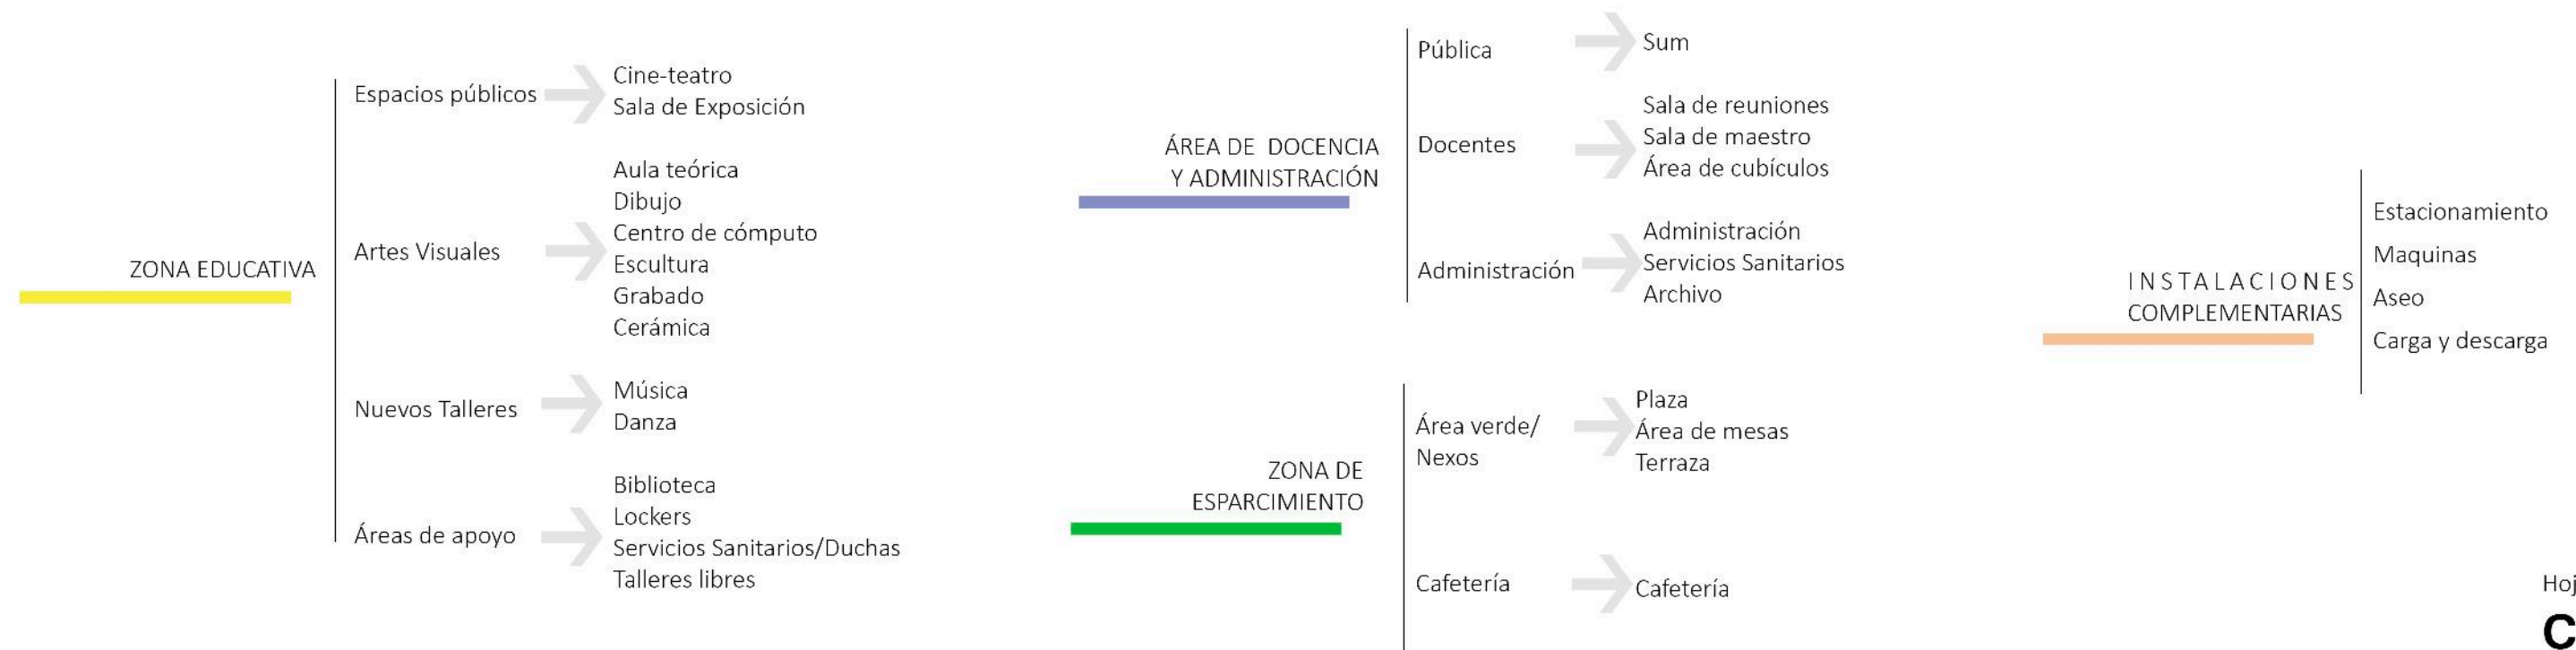 ZONA EDUCATIVA
Espacios públicos
Cine-teatro
Sala de Exposición
Artes Visuales
Aula teórica
Dibujo
Centro de cómputo
Escultura
Grabado
Cerámica
Nuevos Talleres
Música
Danza
Áreas de apoyo
Biblioteca
Lockers
Servicios Sanitarios/Duchas
Talleres libres
ÁREA DE DOCENCIA
Y ADMINISTRACIÓN
Pública
Sum
Docentes
Sala de reuniones
Sala de maestro
Área de cubículos
Administración
Administración
Servicios Sanitarios
Archivo
ZONA DE
ESPARCIMIENTO
Área verde/
Nexos
Plaza
Área de mesas
Terraza
Cafetería
Cafetería
INSTALACIONES
COMPLEMENTARIAS
Estacionamiento
Maquinas
Aseo
Carga y descarga